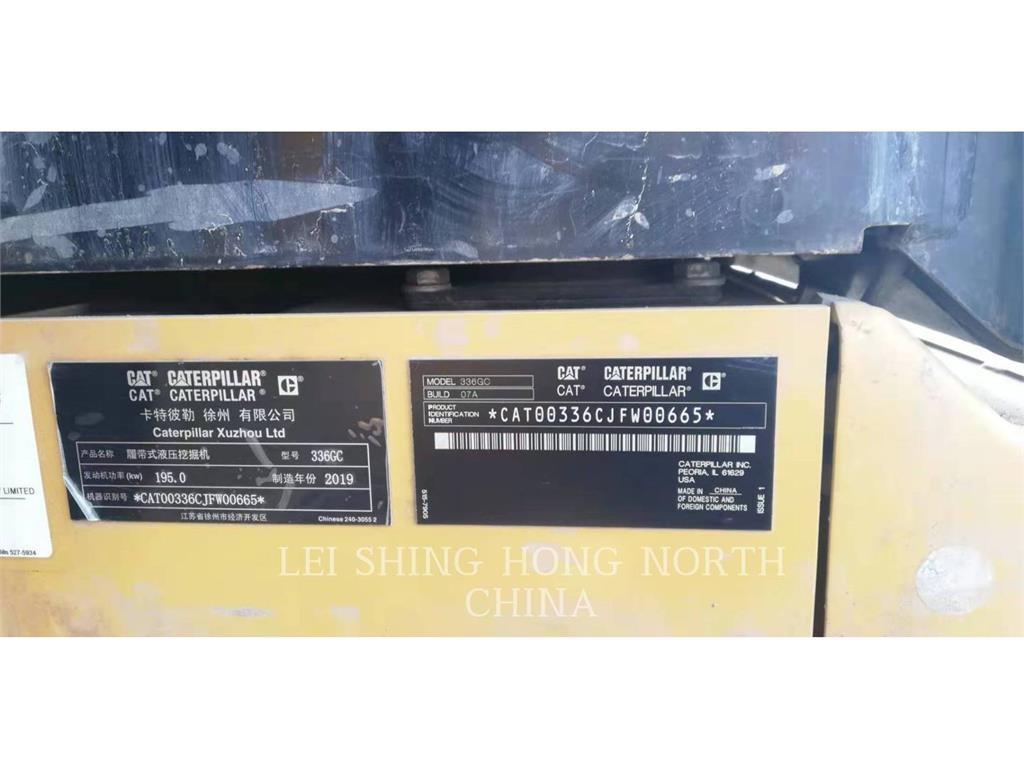 CAT® CATERPILLAR®
CAT® CATERPILLAR®
卡特彼勒 徐州 有限公司
Caterpillar Xuzhou Ltd
产品名称 履带式液压挖掘机 型号 336GC
发动机功率(kw) 195.0 制造年份 2019
机器识别号 *CAT00336CJFW00665*
江苏省徐州市经济开发区 Chinese 240-3055 2
MODEL 336GC
BUILD 07A
CAT® CATERPILLAR®
CAT® CATERPILLAR®
PRODUCT IDENTIFICATION NUMBER *CAT00336CJFW00665*
CATERPILLAR INC.
PEORIA, IL 61629
USA
MADE IN CHINA
OF DOMESTIC AND
FOREIGN COMPONENTS
515-7905
ISSUE 1
LIMITED
527-5934
LEI SHING HONG NORTH
CHINA